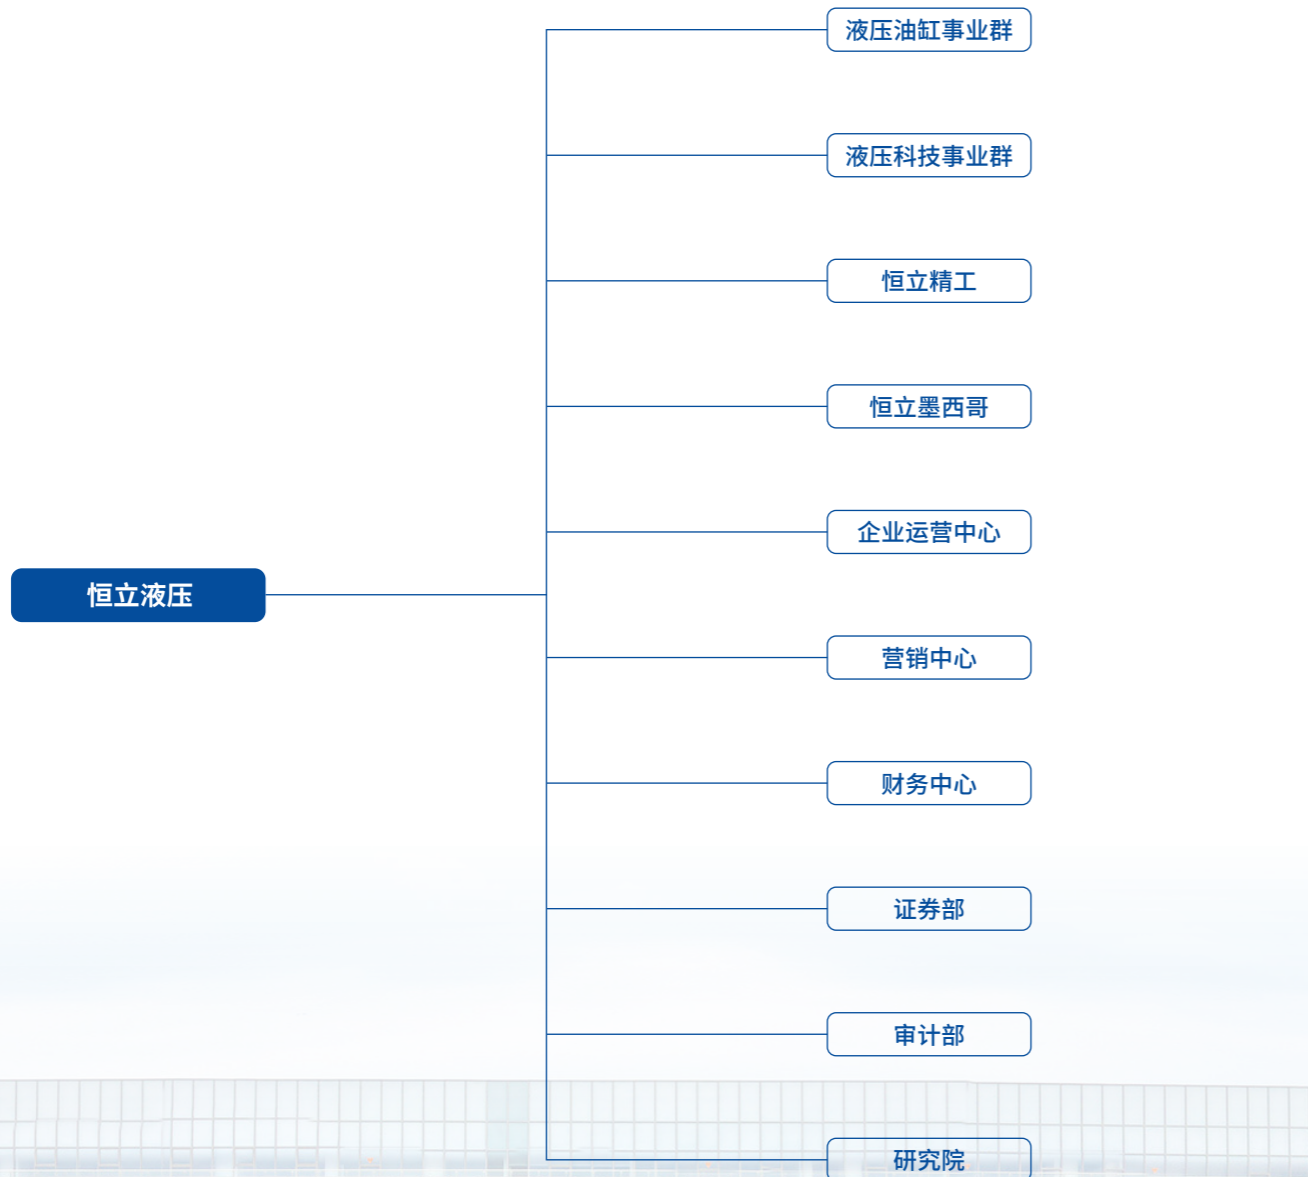 液压油缸事业群
液压科技事业群
恒立精工
恒立墨西哥
企业运营中心
恒立液压
营销中心
财务中心
证券部
审计部
研究院